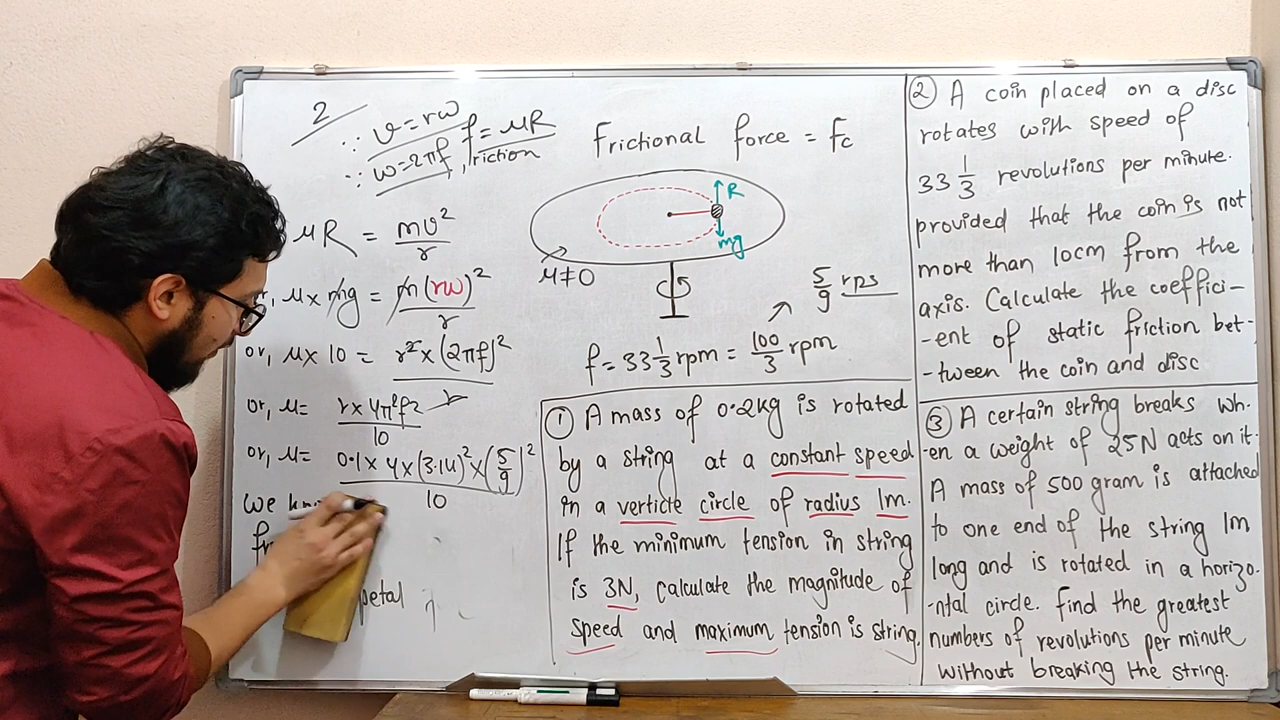 2
∵ v = rω
∵ ω = 2πf, f = μR
friction
Frictional force = Fc
μR = mv²/r
or, μ × mg = m(rω)²/r
or, μ × 10 = r² × (2πf)²/r
or, μ = r × 4π²f²/10
or, μ = 0.1 × 4 × (3.14)² × (5/9)²/10
we
petal
R
mg
μ≠0
5/9 rps
f = 33 1/3 rpm = 100/3 rpm
① A mass of 0.2kg is rotated
by a string at a constant speed
in a verticle circle of radius 1m.
If the minimum tension in string
is 3N, calculate the magnitude of
speed and maximum tension is string.
② A coin placed on a disc
rotates with speed of
33 1/3 revolutions per minute.
provided that the coin is not
more than 10cm from the
axis. Calculate the coeffici-
-ent of static friction bet-
-tween the coin and disc
③ A certain string breaks wh-
-en a weight of 25N acts on it.
A mass of 500 gram is attached
to one end of the string 1m
long and is rotated in a horizo-
-ntal circle. find the greatest
numbers of revolutions per minute
without breaking the string.